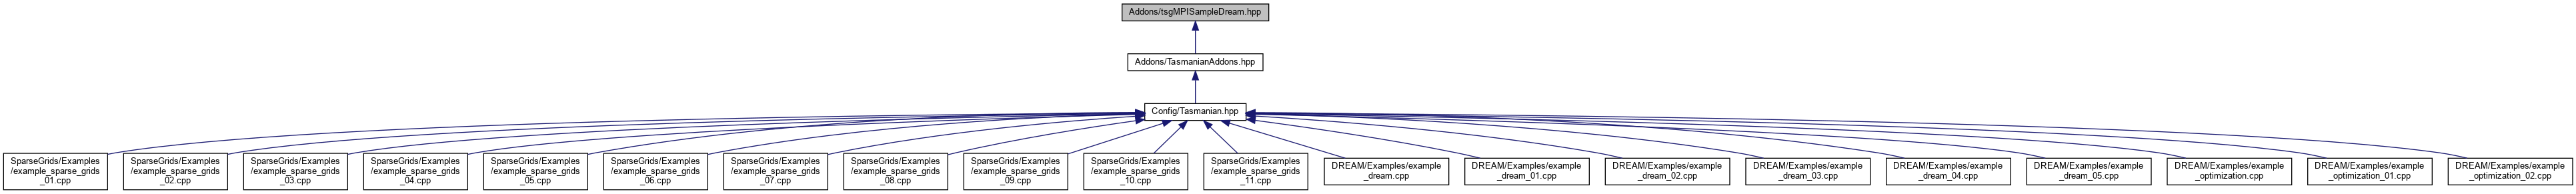 Addons/tsgMPISampleDream.hpp
Addons/TasmanianAddons.hpp
Config/Tasmanian.hpp
SparseGrids/Examples
/example_sparse_grids
_01.cpp
SparseGrids/Examples
/example_sparse_grids
_02.cpp
SparseGrids/Examples
/example_sparse_grids
_03.cpp
SparseGrids/Examples
/example_sparse_grids
_04.cpp
SparseGrids/Examples
/example_sparse_grids
_05.cpp
SparseGrids/Examples
/example_sparse_grids
_06.cpp
SparseGrids/Examples
/example_sparse_grids
_07.cpp
SparseGrids/Examples
/example_sparse_grids
_08.cpp
SparseGrids/Examples
/example_sparse_grids
_09.cpp
SparseGrids/Examples
/example_sparse_grids
_10.cpp
SparseGrids/Examples
/example_sparse_grids
_11.cpp
DREAM/Examples/example
_dream.cpp
DREAM/Examples/example
_dream_01.cpp
DREAM/Examples/example
_dream_02.cpp
DREAM/Examples/example
_dream_03.cpp
DREAM/Examples/example
_dream_04.cpp
DREAM/Examples/example
_dream_05.cpp
DREAM/Examples/example
_optimization.cpp
DREAM/Examples/example
_optimization_01.cpp
DREAM/Examples/example
_optimization_02.cpp